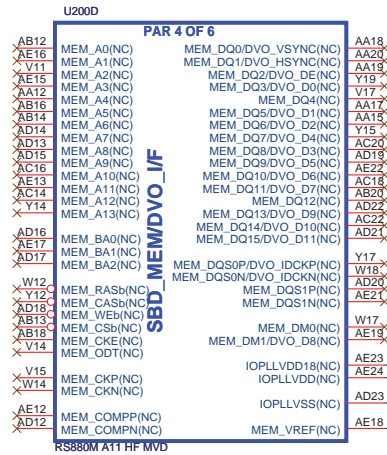 U200D
PAR 4 OF 6
AB12 MEM_A0(NC) MEM_DQ0/DVO_VSYNC(NC) AA18
AE16 MEM_A1(NC) MEM_DQ1/DVO_HSYNC(NC) AA20
V11 MEM_A2(NC) MEM_DQ2/DVO_DE(NC) AA19
AE15 MEM_A3(NC) MEM_DQ3/DVO_D0(NC) Y19
AA12 MEM_A4(NC) MEM_DQ4(NC) V17
AB16 MEM_A5(NC) MEM_DQ5/DVO_D1(NC) AA17
AB14 MEM_A6(NC) MEM_DQ6/DVO_D2(NC) AA15
AD14 MEM_A7(NC) MEM_DQ7/DVO_D4(NC) Y15
AD13 MEM_A8(NC) MEM_DQ8/DVO_D3(NC) AC20
AD15 MEM_A9(NC) MEM_DQ9/DVO_D5(NC) AD19
AC16 MEM_A10(NC) MEM_DQ10/DVO_D6(NC) AE22
AE13 MEM_A11(NC) MEM_DQ11/DVO_D7(NC) AC18
AC14 MEM_A12(NC) MEM_DQ12(NC) AB20
Y14 MEM_A13(NC) MEM_DQ13/DVO_D9(NC) AD22
MEM_DQ14/DVO_D10(NC) AC22
AD16 MEM_BA0(NC) MEM_DQ15/DVO_D11(NC) AD21
AE17 MEM_BA1(NC)
AD17 MEM_BA2(NC) MEM_DQS0P/DVO_IDCKP(NC) Y17
MEM_DQS0N/DVO_IDCKN(NC) W18
W12 MEM_RASb(NC) MEM_DQS1P(NC) AD20
Y12 MEM_CASb(NC) MEM_DQS1N(NC) AE21
AD18 MEM_WEb(NC)
AB13 MEM_CSb(NC) MEM_DM0(NC) W17
AB18 MEM_CKE(NC) MEM_DM1/DVO_D8(NC) AE19
V14 MEM_ODT(NC)
IOPLLVDD18(NC) AE23
V15 MEM_CKP(NC) IOPLLVDD(NC) AE24
W14 MEM_CKN(NC)
IOPLLVSS(NC) AD23
AE12 MEM_COMPP(NC)
AD12 MEM_COMPN(NC) MEM_VREF(NC) AE18
SBD_MEM/DVO_I/F
RS880M A11 HF MVD